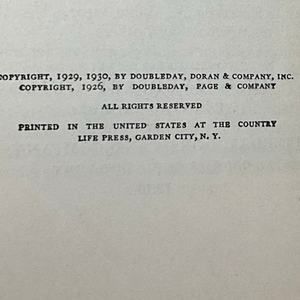 COPYRIGHT, 1929, 1930, BY DOUBLEDAY, DORAN & COMPANY, INC.
COPYRIGHT, 1926, BY DOUBLEDAY, PAGE & COMPANY
ALL RIGHTS RESERVED
PRINTED IN THE UNITED STATES AT THE COUNTRY
LIFE PRESS, GARDEN CITY, N. Y.